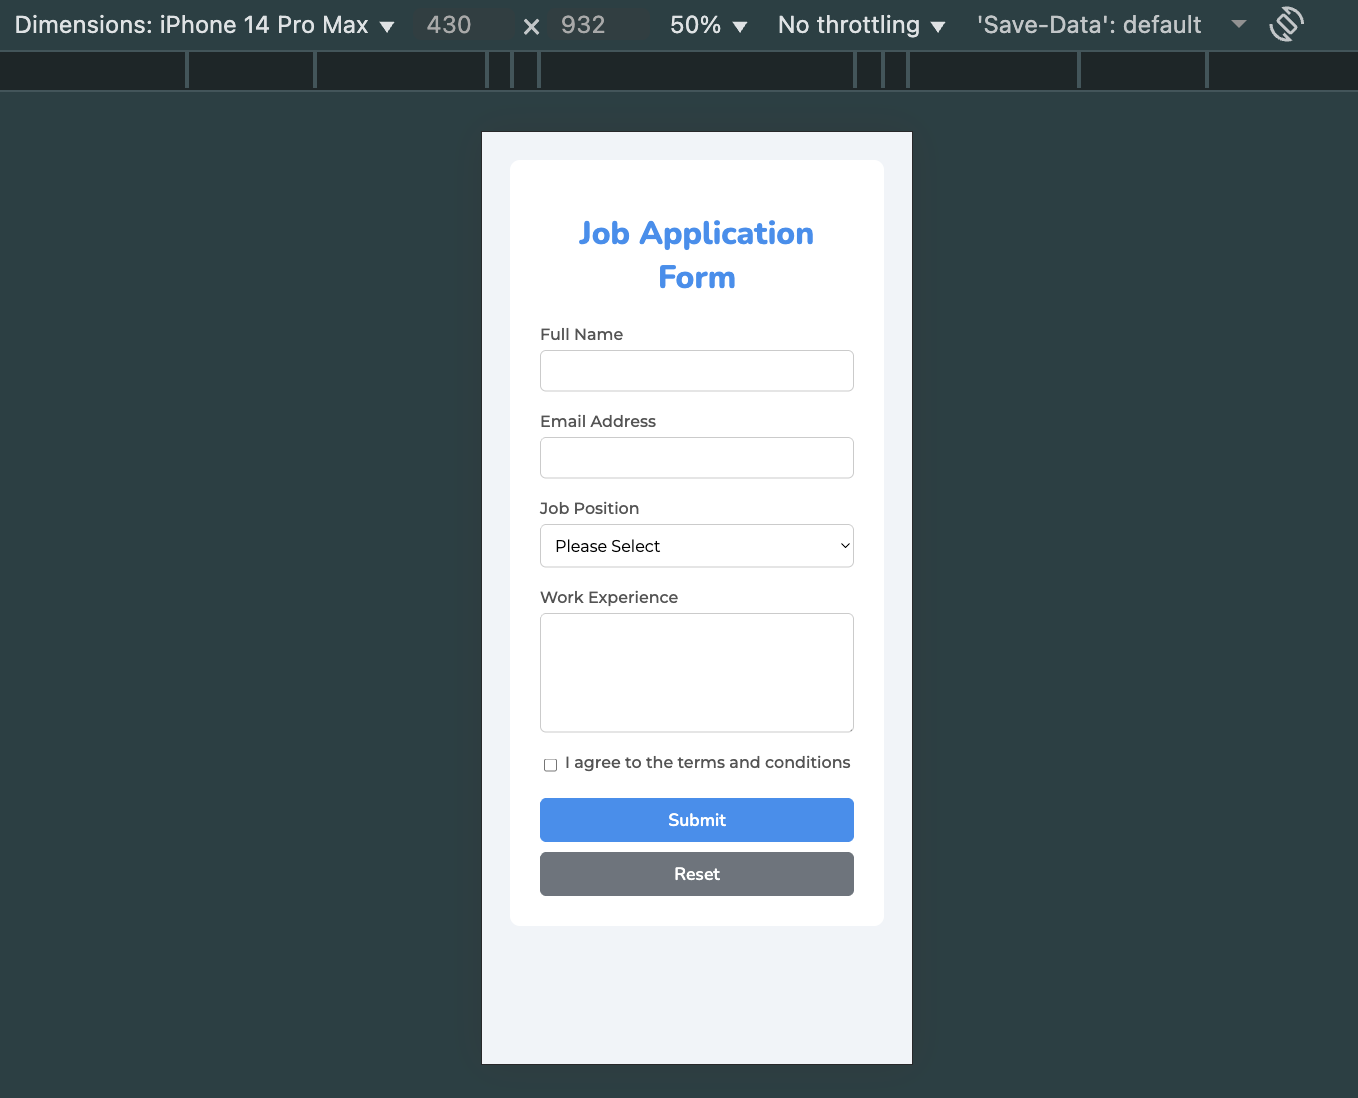 Dimensions: iPhone 14 Pro Max ▼ 430 × 932 50% ▼ No throttling ▼ 'Save-Data': default
Job Application
Form
Full Name
Email Address
Job Position
Please Select
Work Experience
I agree to the terms and conditions
Submit
Reset